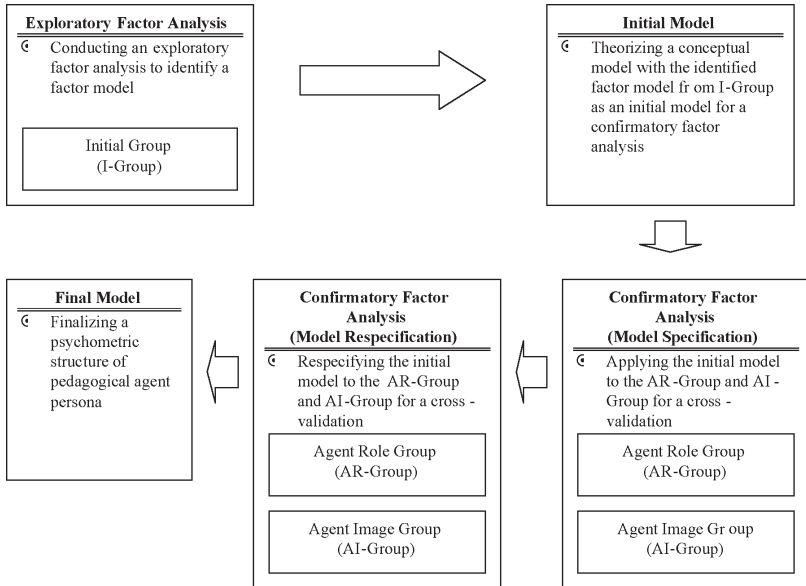 Exploratory Factor Analysis
Conducting an exploratory
factor analysis to identify a
factor model
Initial Group
(I-Group)
Initial Model
Theorizing a conceptual
model with the identified
factor model fr om I-Group
as an initial model for a
confirmatory factor
analysis
Confirmatory Factor
Analysis
(Model Specification)
Applying the initial model
to the AR -Group and AI -
Group for a cross -
validation
Agent Role Group
(AR-Group)
Agent Image Gr oup
(AI-Group)
Confirmatory Factor
Analysis
(Model Respecification)
Respecifying the initial
model to the AR-Group
and AI-Group for a cross -
validation
Agent Role Group
(AR-Group)
Agent Image Group
(AI-Group)
Final Model
Finalizing a
psychometric
structure of
pedagogical agent
persona